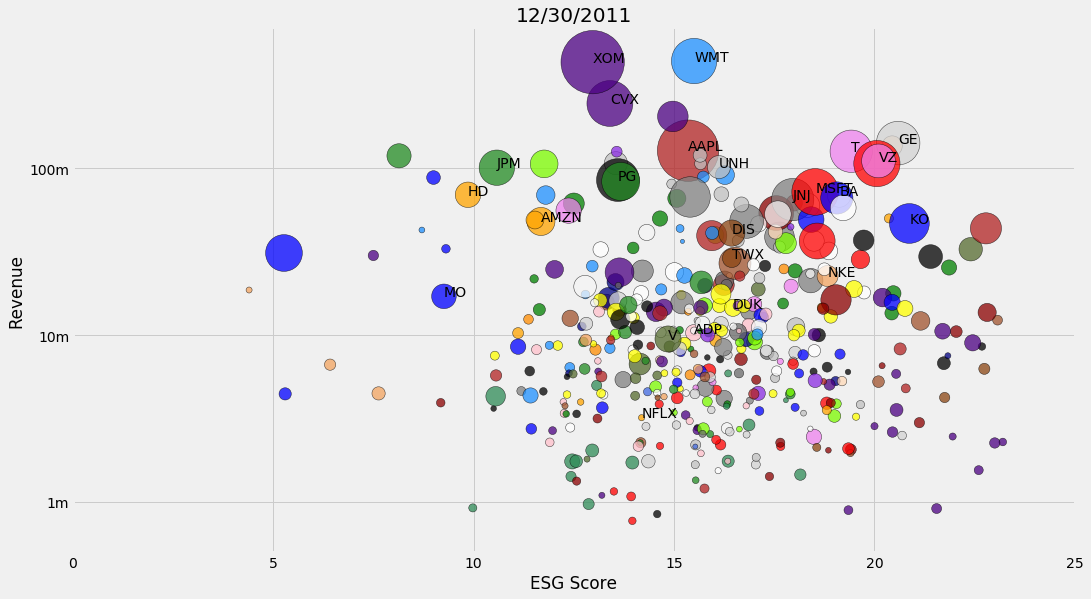 12/30/2011
XOM
WMT
CVX
GE
T
AAPL
VZ
100m
JPM
UNH
PG
HD
MSFT
BA
JNJ
AMZN
KO
DIS
TWX
NKE
MO
DUK
10m
V
ADP
NFLX
1m
0
5
10
15
20
25
ESG Score
Revenue